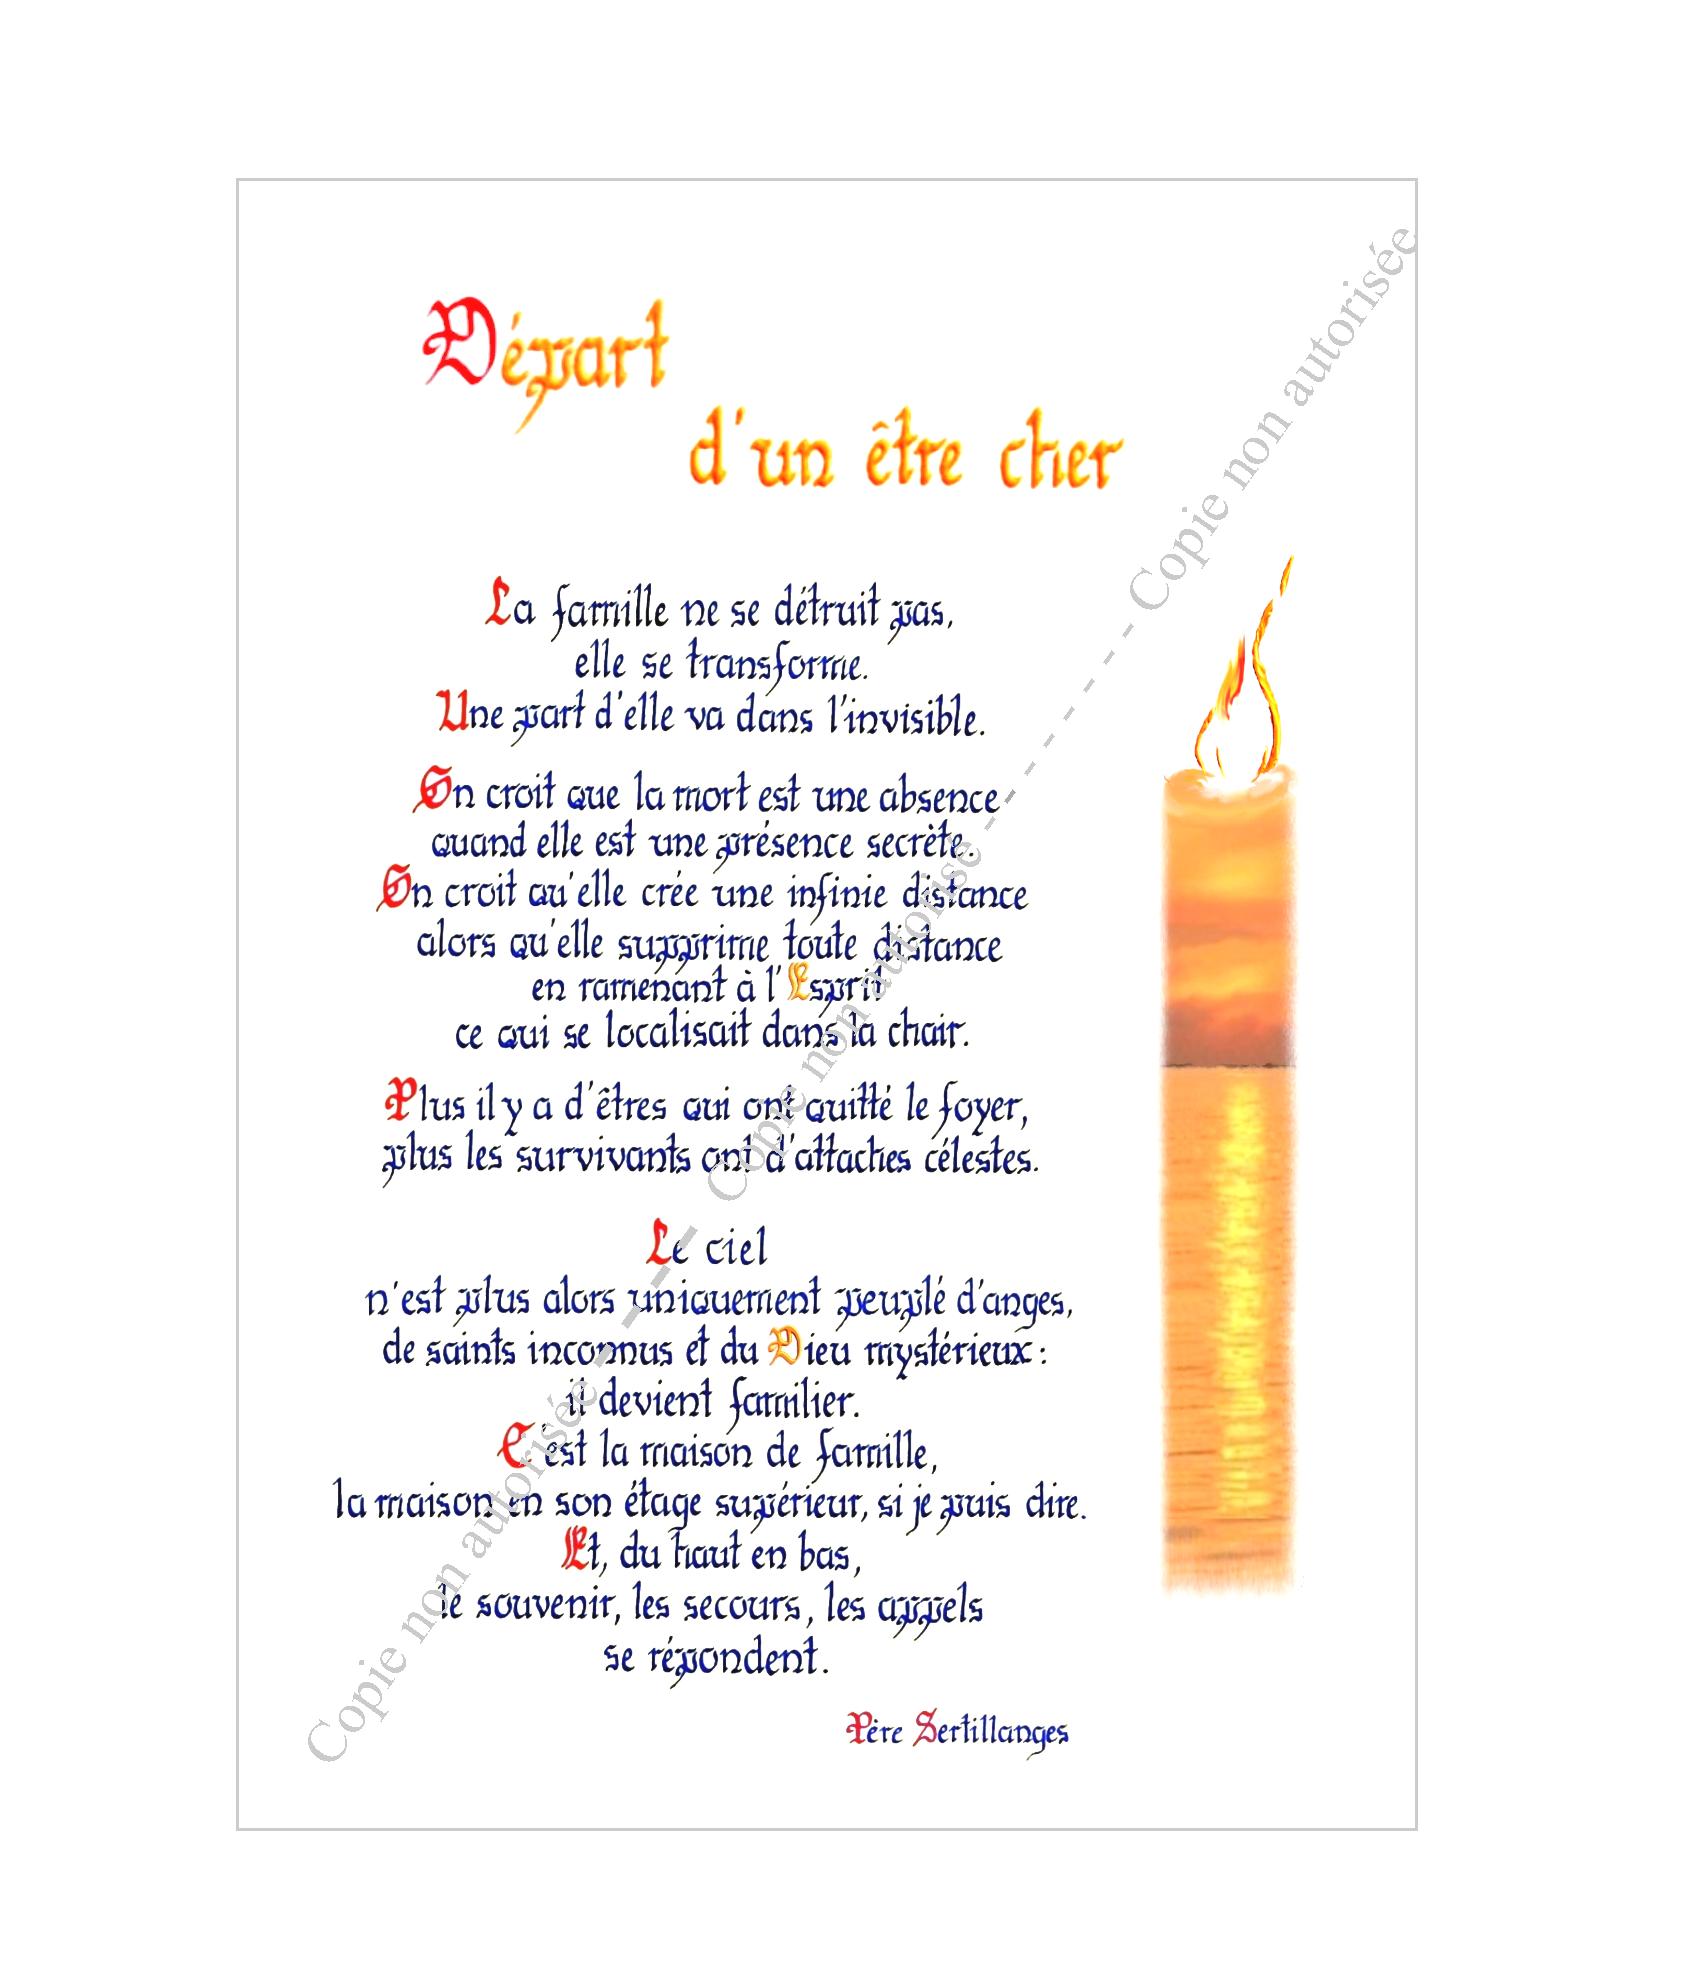 Départ
d'un être cher
La famille ne se détruit pas,
elle se transforme.
Une part d'elle va dans l'invisible.
On croit que la mort est une absence
quand elle est une présence secrète.
On croit qu'elle crée une infinie distance
alors qu'elle supprime toute distance
en ramenant à l'Esprit
ce qui se localisait dans la chair.
Plus il y a d'êtres qui ont quitté le foyer,
plus les survivants ont d'attaches célestes.
Le ciel
n'est plus alors uniquement peuplé d'anges,
de saints inconnus et du Dieu mystérieux :
il devient familier.
C'est la maison de famille,
la maison en son étage supérieur, si je puis dire.
Et, du haut en bas,
le souvenir, les secours, les appels
se répondent.
Père Sertillanges
Copie non autorisée --- Copie non autorisé ---------- Copie non autorisée